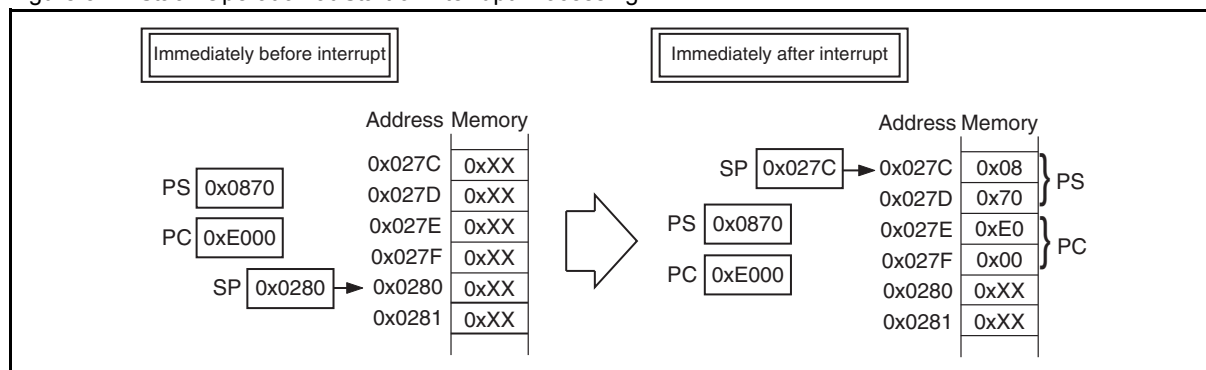 Immediately before interrupt
Address Memory
0x027C 0xXX
0x027D 0xXX
0x027E 0xXX
0x027F 0xXX
0x0280 0xXX
0x0281 0xXX
PS 0x0870
PC 0xE000
SP 0x0280
Immediately after interrupt
Address Memory
SP 0x027C 0x027C 0x08
0x027D 0x70
PS
0x027E 0xE0
0x027F 0x00
PC
0x0280 0xXX
0x0281 0xXX
PS 0x0870
PC 0xE000